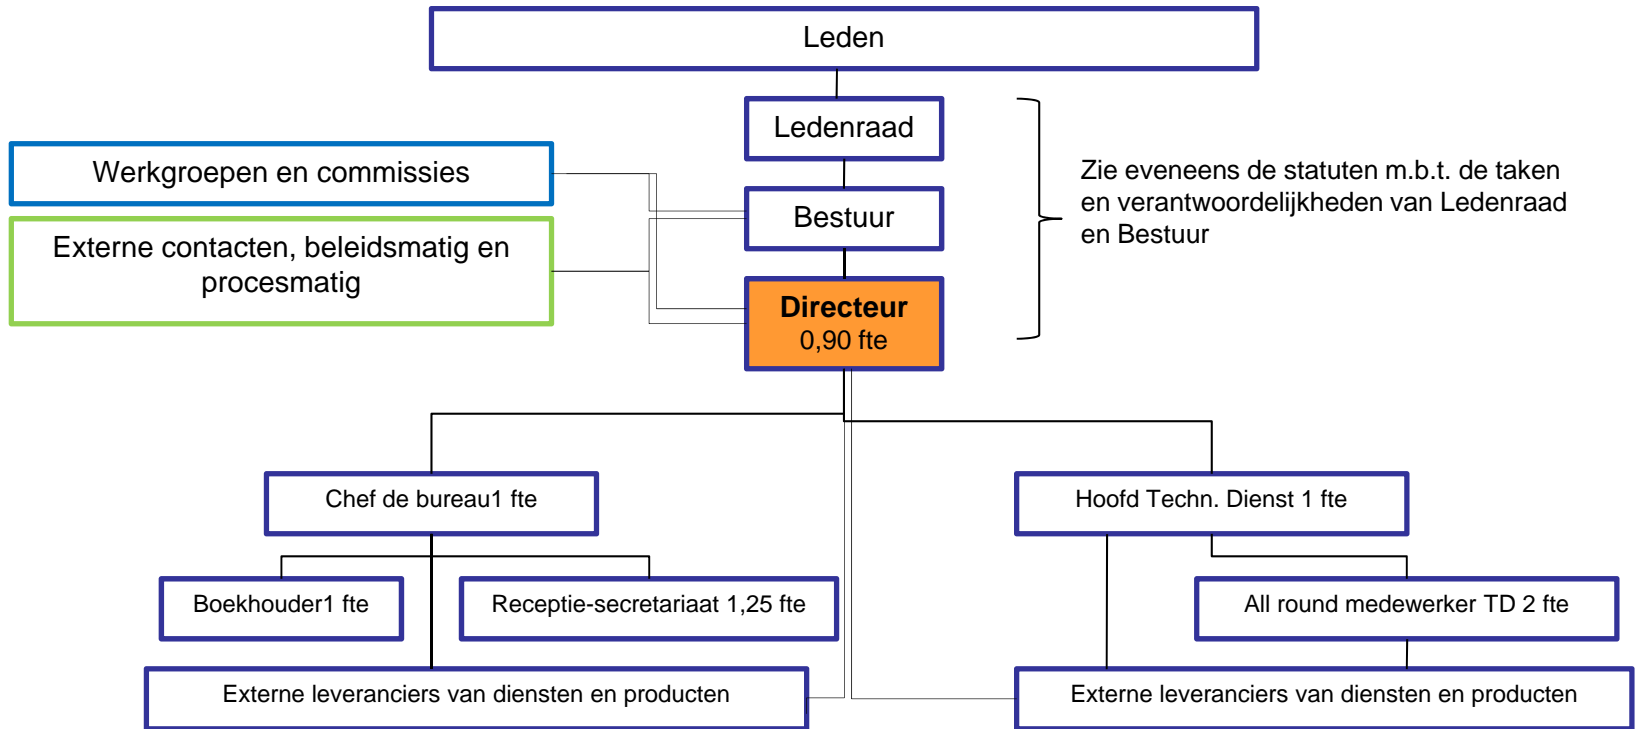 Leden
Ledenraad
Werkgroepen en commissies
Bestuur
Zie eveneens de statuten m.b.t. de taken
en verantwoordelijkheden van Ledenraad
en Bestuur
Externe contacten, beleidsmatig en
procesmatig
Directeur
0,90 fte
Chef de bureau1 fte
Hoofd Techn. Dienst 1 fte
Boekhouder1 fte
Receptie-secretariaat 1,25 fte
All round medewerker TD 2 fte
Externe leveranciers van diensten en producten
Externe leveranciers van diensten en producten